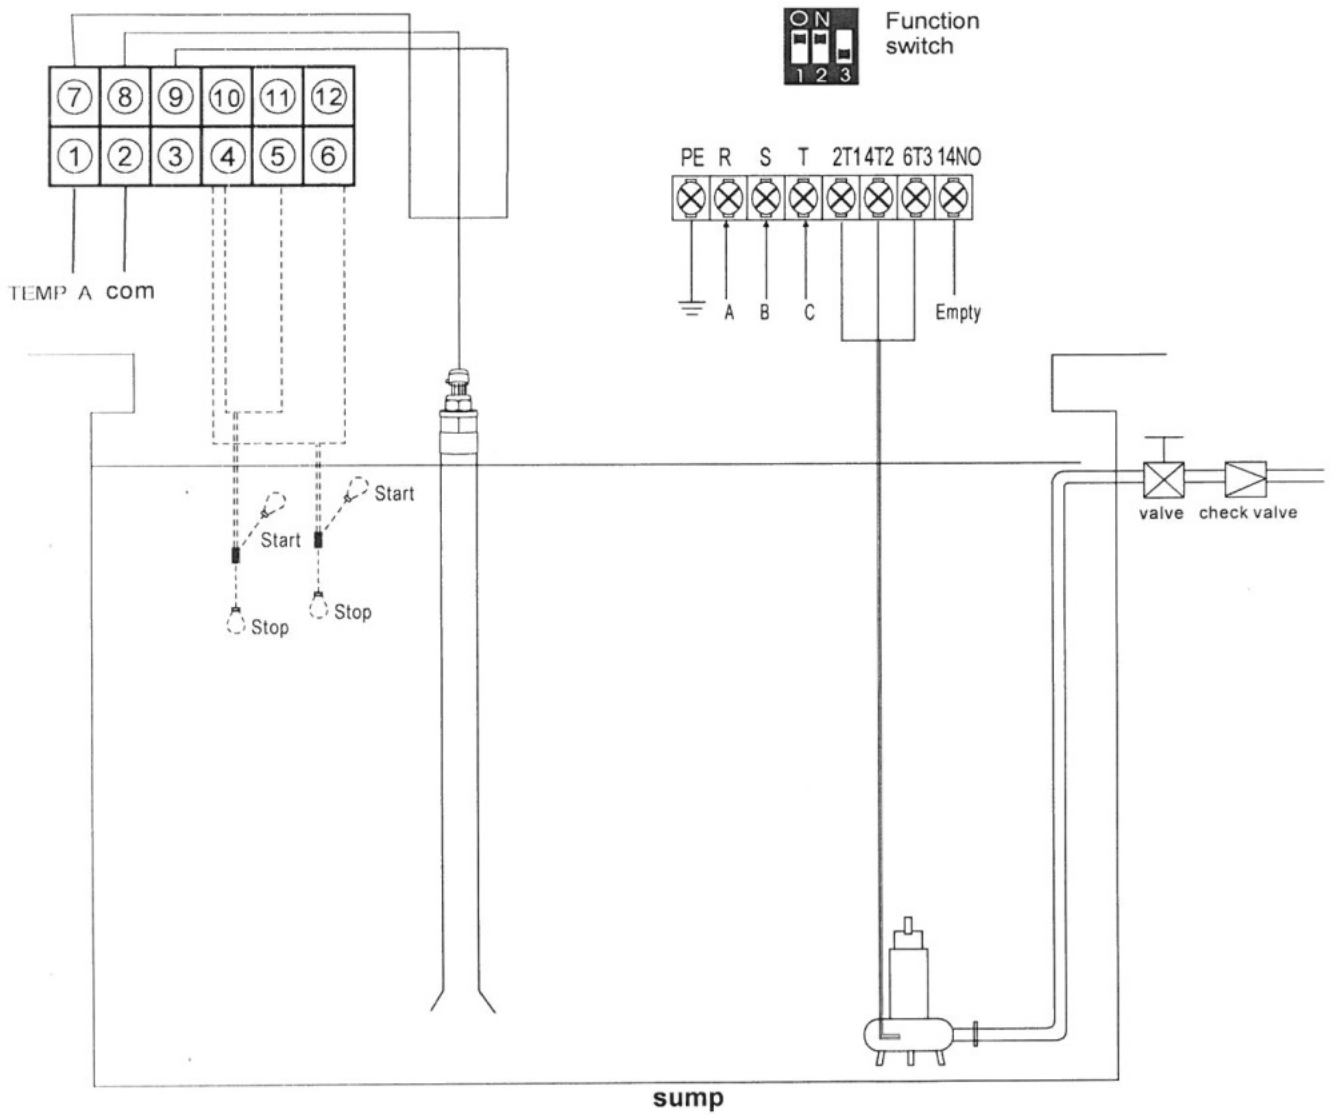 ON
Function
switch
1 2 3
7 8 9 10 11 12
1 2 3 4 5 6
PE R S T 2T1 4T2 6T3 14NO
TEMP A com
A B C Empty
Start
Start
Stop
Stop
valve check valve
sump